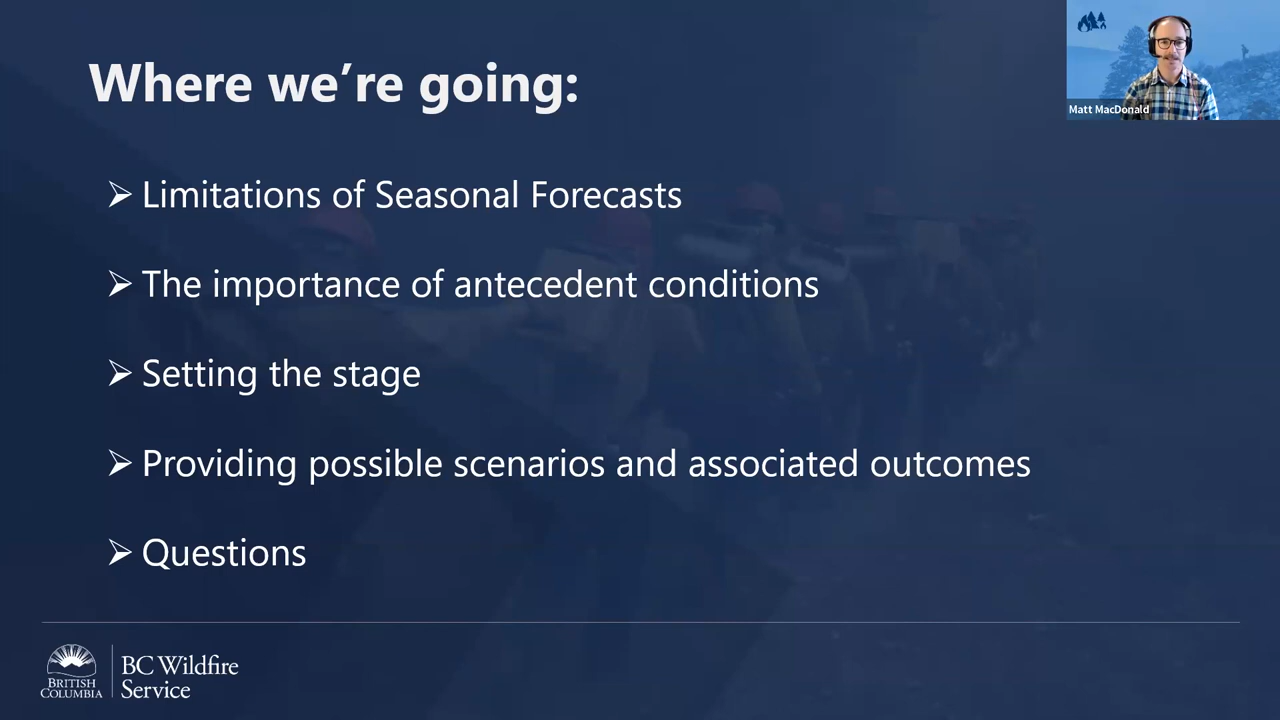 Where we’re going:
Matt MacDonald
➢ Limitations of Seasonal Forecasts
➢ The importance of antecedent conditions
➢ Setting the stage
➢ Providing possible scenarios and associated outcomes
➢ Questions
BRITISH
COLUMBIA
BC Wildfire
Service